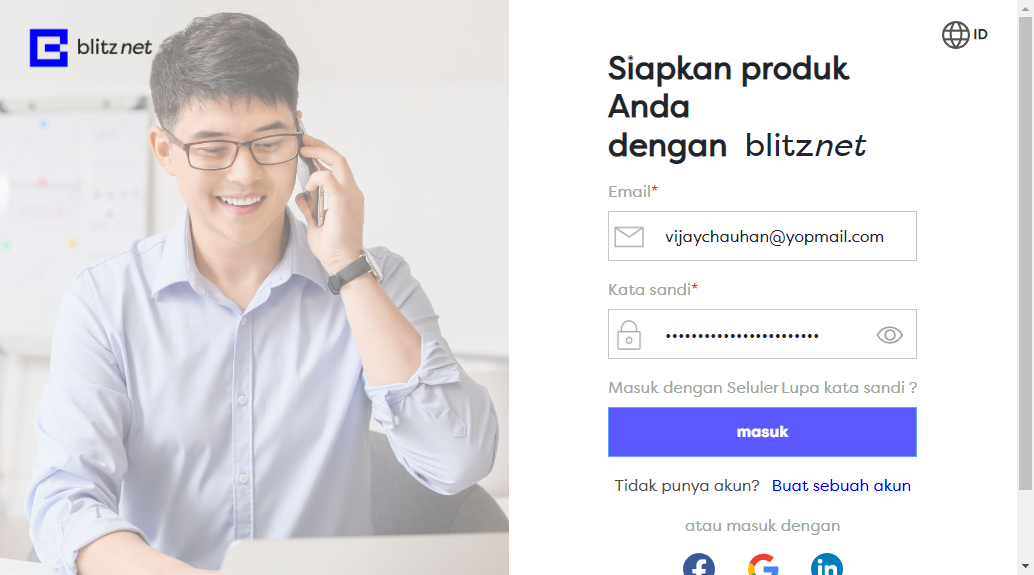 blitznet
ID
Siapkan produk
Anda
dengan blitznet
Email*
vijaychauhan@yopmail.com
Kata sandi*
••••••••••••••••••••••••
Masuk dengan Seluler Lupa kata sandi ?
masuk
Tidak punya akun? Buat sebuah akun
atau masuk dengan